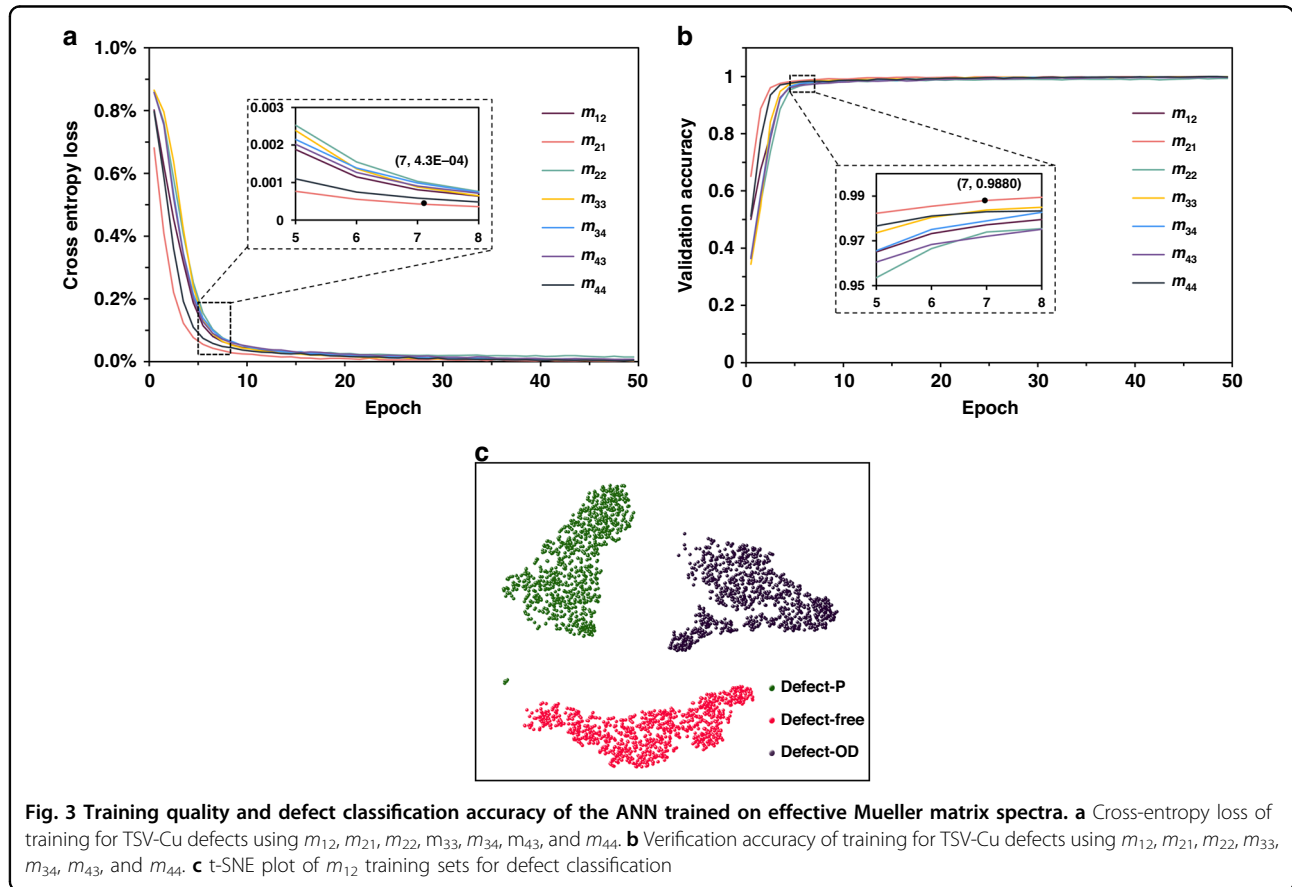 a
1.0%
0.8%
0.6%
0.4%
0.2%
0.0%
Cross entropy loss
0 10 20 30 40 50
Epoch
0.003
0.002
0.001
0
5 6 7 8
(7, 4.3E–04)
m12
m21
m22
m33
m34
m43
m44
b
1
0.8
0.6
0.4
0.2
0
Validation accuracy
0 10 20 30 40 50
Epoch
0.99
0.97
0.95
5 6 7 8
(7, 0.9880)
m12
m21
m22
m33
m34
m43
m44
c
Defect-P
Defect-free
Defect-OD
Fig. 3 Training quality and defect classification accuracy of the ANN trained on effective Mueller matrix spectra. a Cross-entropy loss of
training for TSV-Cu defects using m12, m21, m22, m33, m34, m43, and m44. b Verification accuracy of training for TSV-Cu defects using m12, m21, m22, m33,
m34, m43, and m44. c t-SNE plot of m12 training sets for defect classification